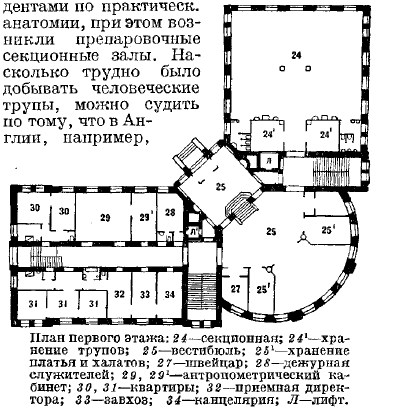 дентами по практическ.
анатомии, при этом воз-
никли препаровочные
секционные залы. На-
сколько трудно было
добывать человеческие
трупы, можно судить
по тому, что в Ан-
глии, например,
24
24¹ 24¹
Л
25
30 30 29 29¹ 28
Л
25
25¹
31 31 31 32 33 34
27 25¹
План первого этажа: 24—секционная; 24¹—хра-
нение трупов; 25—вестибюль; 25¹—хранение
платья и халатов; 27—швейцар; 28—дежурная
служителей; 29, 29¹—антропометрический ка-
бинет; 30, 31—квартиры; 32—приемная дирек-
тора; 33—завхоз; 34—канцелярия; Л—лифт.